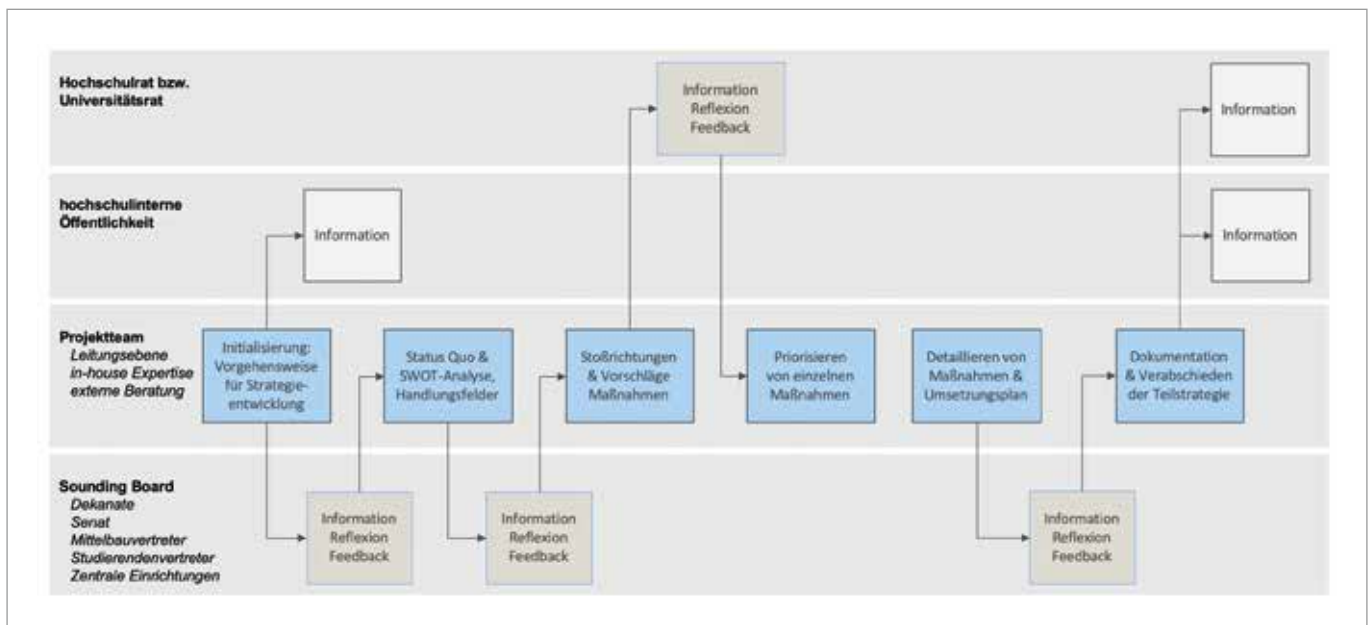 Hochschulrat bzw.
Universitätsrat
Information
Reflexion
Feedback
Information
hochschulinterne
Öffentlichkeit
Information
Information
Projektteam
Leitungsebene
in-house Expertise
externe Beratung
Initialisierung:
Vorgehensweise
für Strategie-
entwicklung
Status Quo &
SWOT-Analyse,
Handlungsfelder
Stoßrichtungen
& Vorschläge
Maßnahmen
Priorisieren
von einzelnen
Maßnahmen
Detaillieren von
Maßnahmen &
Umsetzungsplan
Dokumentation
& Verabschieden
der Teilstrategie
Sounding Board
Dekanate
Senat
Mittelbauvertreter
Studierendenvertreter
Zentrale Einrichtungen
Information
Reflexion
Feedback
Information
Reflexion
Feedback
Information
Reflexion
Feedback